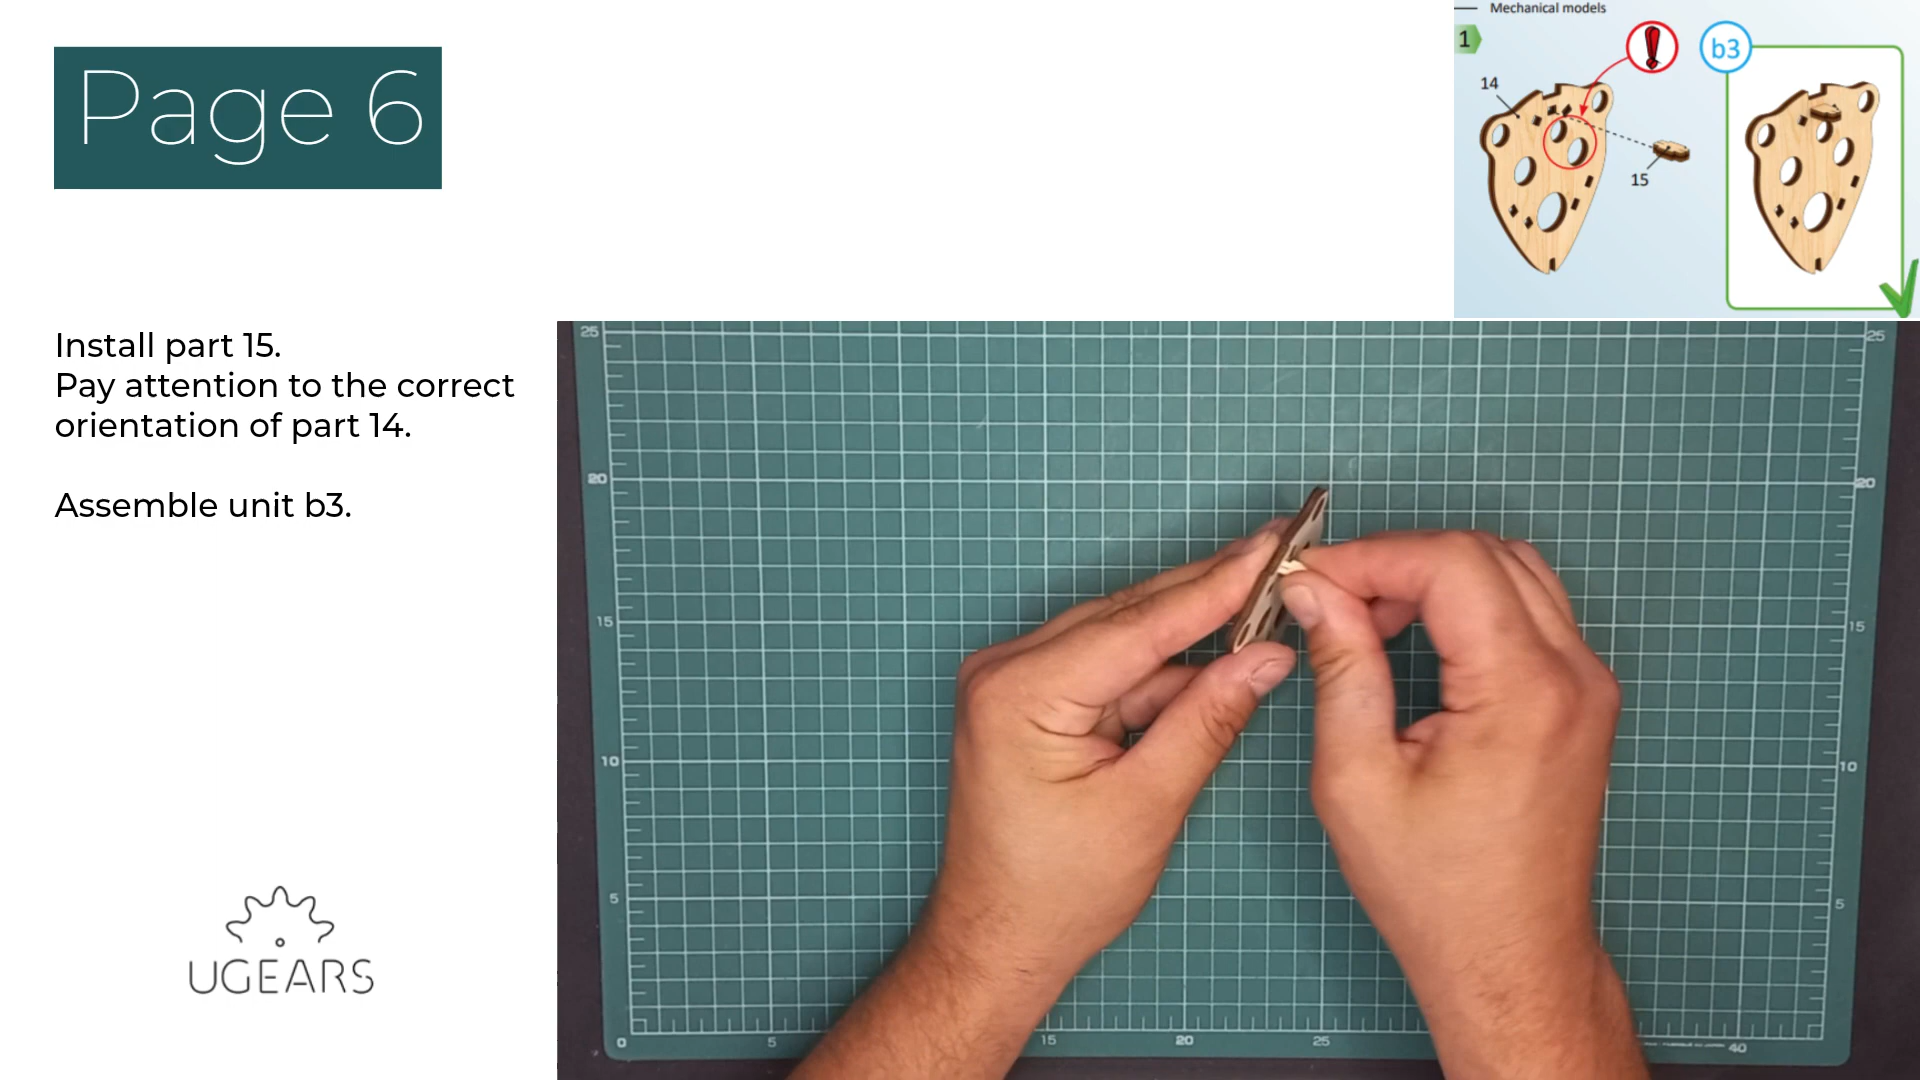 Page 6
Mechanical models
1
b3
14
15
Install part 15.
Pay attention to the correct
orientation of part 14.
Assemble unit b3.
25
25
20
20
15
15
10
10
5
5
0
5
15
20
25
40
UGEARS